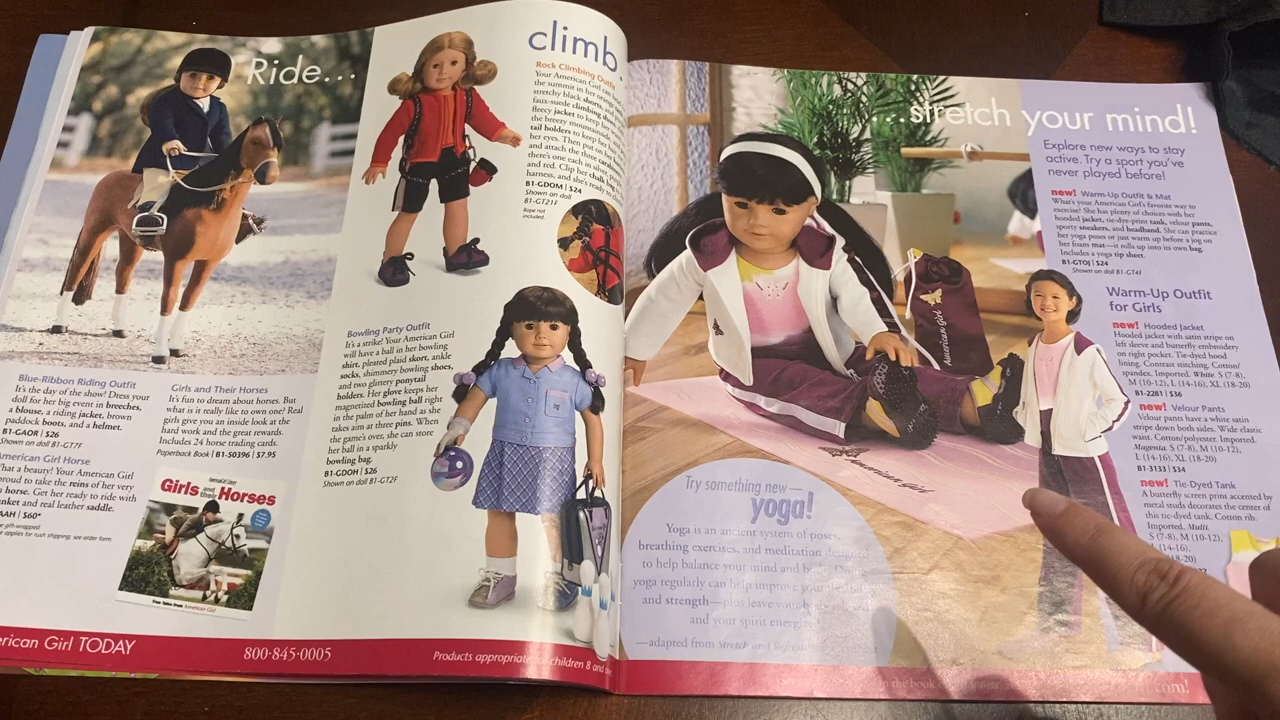 Ride...
climb.
Rock Climbing Outfit
Your American Girl can
the summit in her orange
stretchy black shorts, and
faux-suede climbing shoes
fleecy jacket to keep her
the breezy mountainside,
tail holders to keep her
her eyes. Then put on her
and attach the three
there's one each in silver,
and red. Clip her chalk bag
harness, and she's ready to
B1-GDOM | $24
Shown on doll
B1-GT21F
Rope not
included.
Blue-Ribbon Riding Outfit
It's the day of the show! Dress your
doll for her big event in breeches,
a blouse, a riding jacket, brown
paddock boots, and a helmet.
B1-GAOR | $26
Shown on doll B1-GT7F
American Girl Horse
What a beauty! Your American Girl
proud to take the reins of her very
horse. Get her ready to ride with
and real leather saddle.
AAH | $60*
gift-wrapped.
applies for rush shipping; see order form.
Girls and Their Horses
It's fun to dream about horses. But
what is it really like to own one? Real
girls give you an inside look at the
hard work and the great rewards.
Includes 24 horse trading cards.
Paperback Book | B1-50396 | $7.95
Girls
and
their Horses
True Tales from American Girl
Bowling Party Outfit
It's a strike! Your American Girl
will have a ball in her bowling
shirt, pleated plaid skort, ankle
socks, shimmery bowling shoes,
and two glittery ponytail
holders. Her glove keeps her
magnetized bowling ball right
in the palm of her hand as she
takes aim at three pins. When
the game's over, she can store
her ball in a sparkly
bowling bag.
B1-GDOH | $26
Shown on doll B1-GT2F
American Girl TODAY
800·845·0005
Products appropriate for children 8 and
...stretch your mind!
Explore new ways to stay
active. Try a sport you've
never played before!
new! Warm-Up Outfit & Mat
What's your American Girl's favorite way to
exercise? She has plenty of choices with her
hooded jacket, tie-dye-print tank, velour pants,
sporty sneakers, and headband. She can practice
her yoga poses or just warm up before a jog on
her foam mat—it rolls up into its own bag.
Includes a yoga tip sheet.
B1-GTOJ | $24
Shown on doll B1-GT4F
Warm-Up Outfit
for Girls
new! Hooded Jacket
Jacket with satin stripe on
left sleeve and butterfly embroidery
on right pocket. Tie-dyed hood
lining. Contrast stitching. Cotton/
spandex. Imported. White. S (7-8),
M (10-12), L (14-16), XL (18-20)
B1-2281 | $36
new! Velour Pants
Velour pants have a white satin
stripe down both sides. Wide elastic
waist. Cotton/polyester. Imported.
Magenta. S (7-8), M (10-12),
L (14-16), XL (18-20)
B1-3133 | $34
new! Tie-Dyed Tank
A butterfly screen print accented by
metal studs decorates the center of
this tie-dyed tank. Cotton rib.
Imported. Multi.
S (7-8), M (10-12),
(14-16),
(18-20)
American girl
American girl
Try something new—
yoga!
Yoga is an ancient system of poses,
breathing exercises, and meditation designed
to help balance your mind and body. Doing
yoga regularly can help improve your
and strength—plus leave your
and your spirit energized
—adapted from Stretch and
in the book
.com!